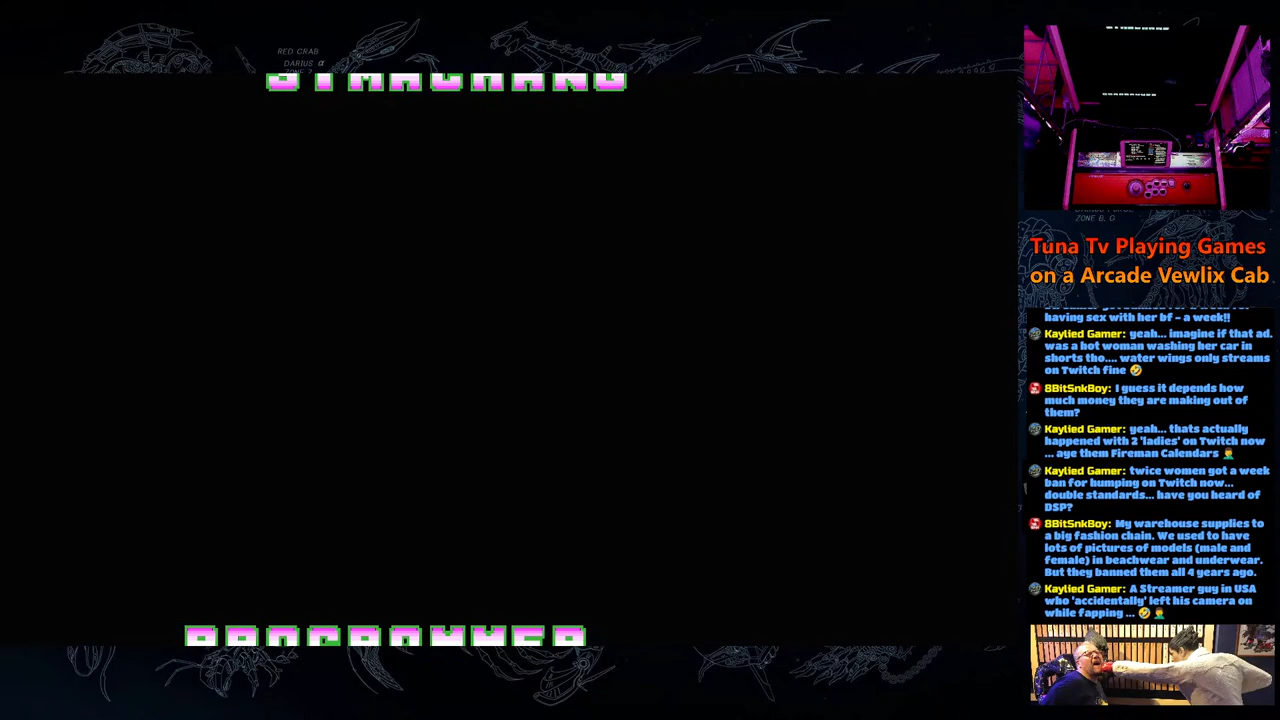 RED CRAB
DARIUS α
ZONE Z
PROGRAMMER
ZONE B, G
Tuna Tv Playing Games
on a Arcade Vewlix Cab
having sex with her bf - a week!!
Kaylied Gamer: yeah... imagine if that ad.
was a hot woman washing her car in
shorts tho.... water wings only streams
on Twitch fine 🤣
8BitSnkBoy: I guess it depends how
much money they are making out of
them?
Kaylied Gamer: yeah... thats actually
happened with 2 'ladies' on Twitch now
... aye them Fireman Calendars 🤦‍♂️
Kaylied Gamer: twice women got a week
ban for humping on Twitch now...
double standards... have you heard of
DSP?
8BitSnkBoy: My warehouse supplies to
a big fashion chain. We used to have
lots of pictures of models (male and
female) in beachwear and underwear.
But they banned them all 4 years ago.
Kaylied Gamer: A Streamer guy in USA
who 'accidentally' left his camera on
while fapping ... 🤣 🤦‍♂️